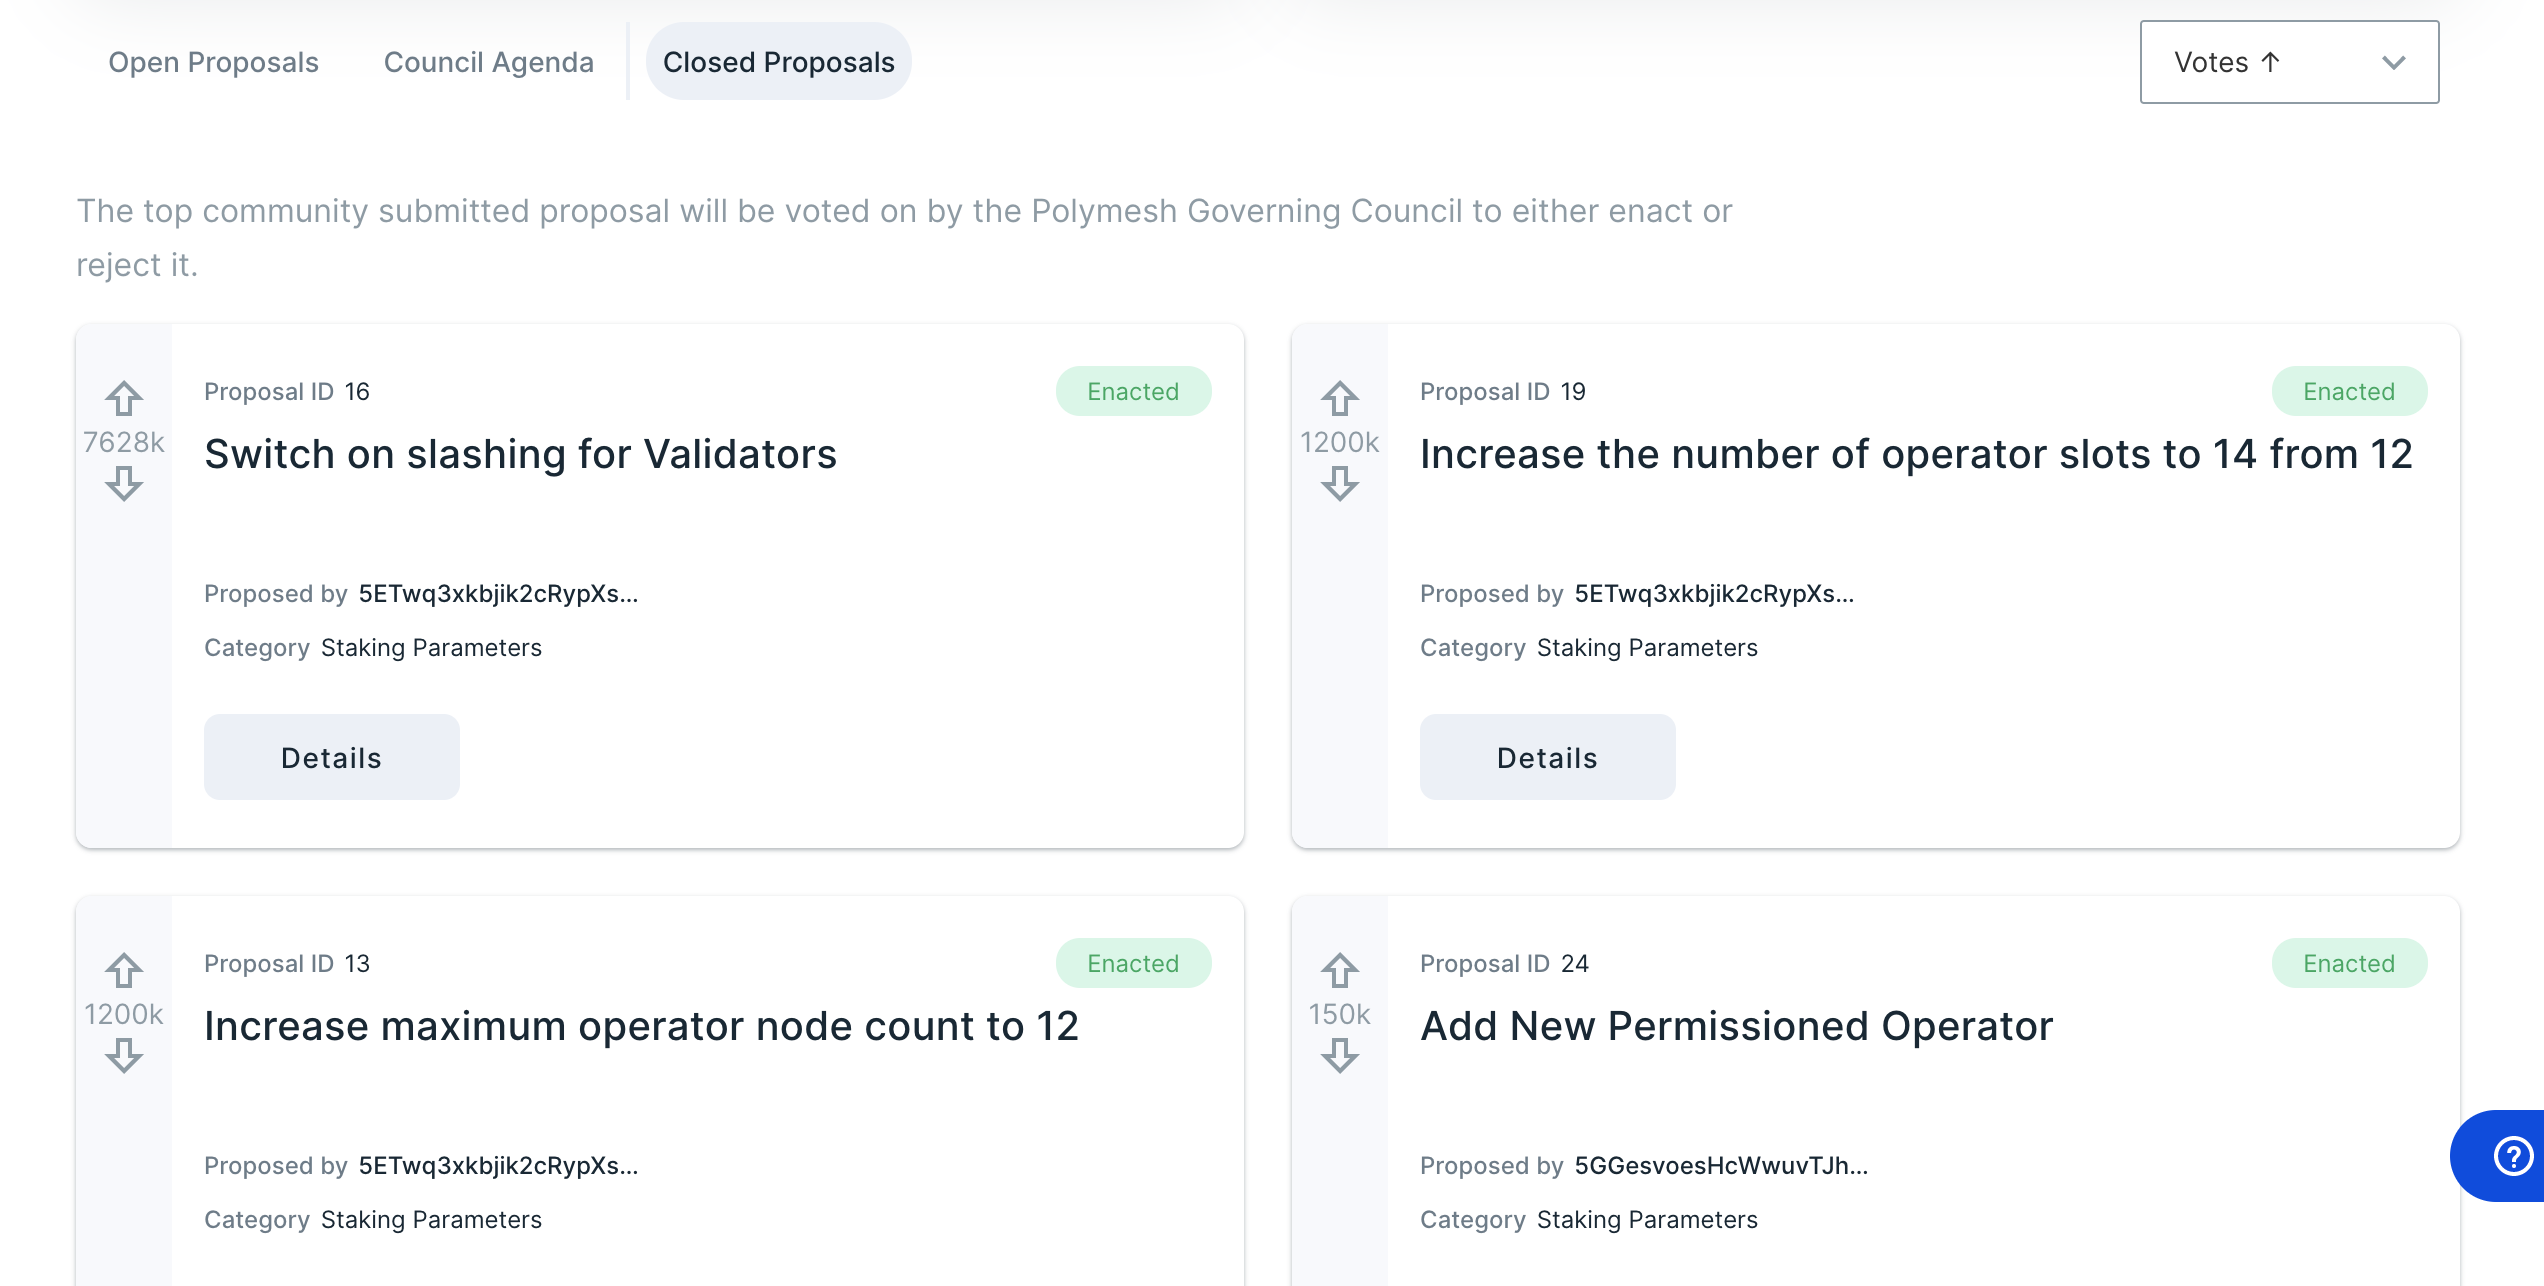 Open Proposals
Council Agenda
Closed Proposals
Votes ↑
The top community submitted proposal will be voted on by the Polymesh Governing Council to either enact or
reject it.
7628k
Proposal ID 16
Enacted
Switch on slashing for Validators
Proposed by 5ETwq3xkbjik2cRypXs...
Category Staking Parameters
Details
1200k
Proposal ID 19
Enacted
Increase the number of operator slots to 14 from 12
Proposed by 5ETwq3xkbjik2cRypXs...
Category Staking Parameters
Details
1200k
Proposal ID 13
Enacted
Increase maximum operator node count to 12
Proposed by 5ETwq3xkbjik2cRypXs...
Category Staking Parameters
150k
Proposal ID 24
Enacted
Add New Permissioned Operator
Proposed by 5GGesvoesHcWwuvTJh...
Category Staking Parameters
?